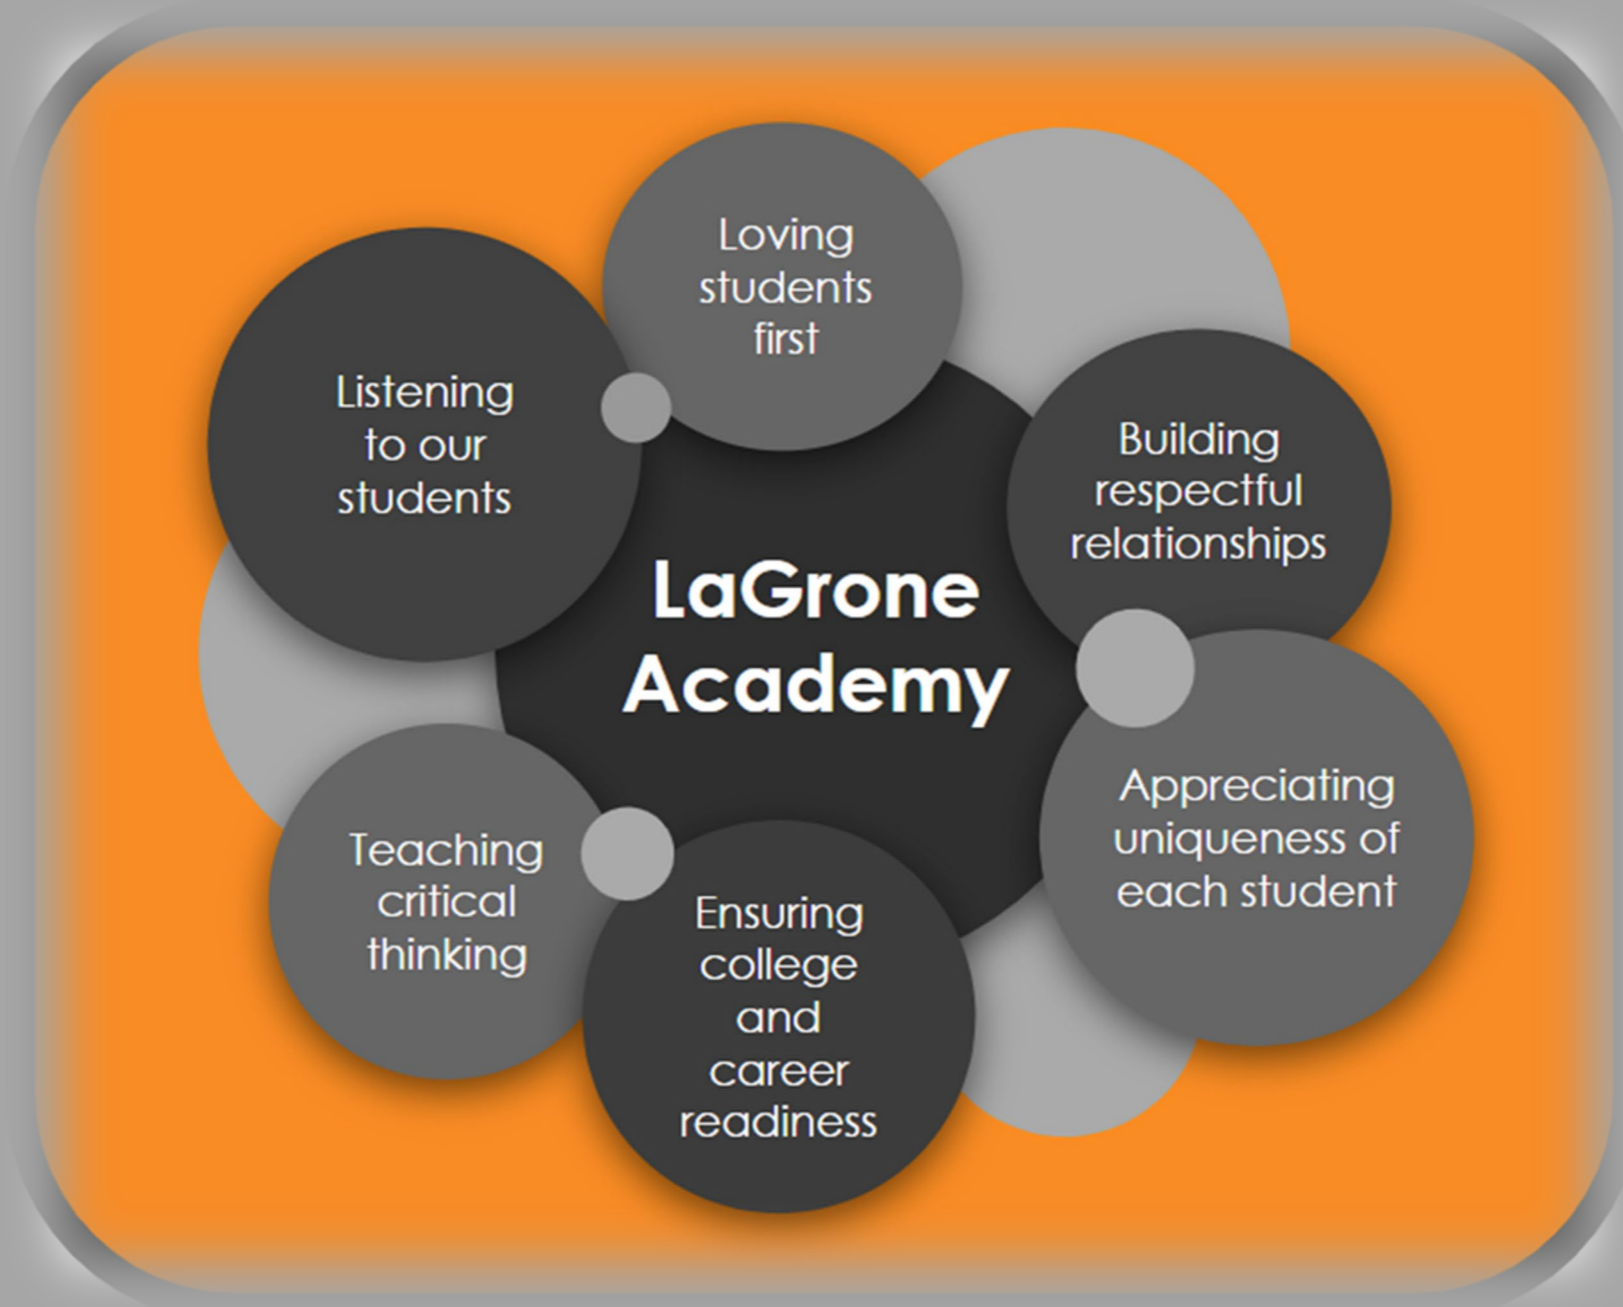 Loving
students
first
Listening
to our
students
Building
respectful
relationships
LaGrone
Academy
Appreciating
uniqueness of
each student
Teaching
critical
thinking
Ensuring
college
and
career
readiness